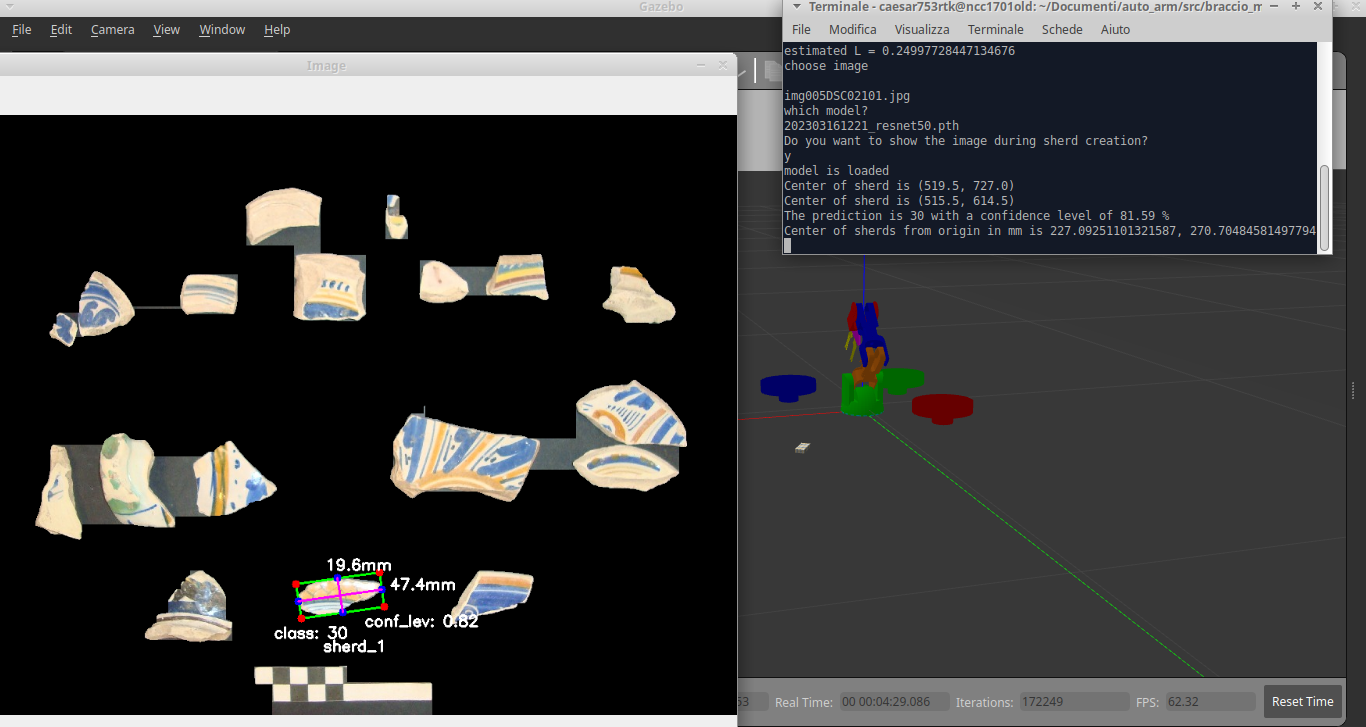 Gazebo
File Edit Camera View Window Help
Image
19.6mm
47.4mm
conf_lev: 0.82
class: 30
sherd_1
Terminale - caesar753rtk@ncc1701old: ~/Documenti/auto_arm/src/braccio_m
File Modifica Visualizza Terminale Schede Aiuto
estimated L = 0.24997728447134676
choose image
img005DSC02101.jpg
which model?
202303161221_resnet50.pth
Do you want to show the image during sherd creation?
y
model is loaded
Center of sherd is (519.5, 727.0)
Center of sherd is (515.5, 614.5)
The prediction is 30 with a confidence level of 81.59 %
Center of sherds from origin in mm is 227.09251101321587, 270.70484581497794
53 Real Time: 00 00:04:29.086 Iterations: 172249 FPS: 62.32 Reset Time